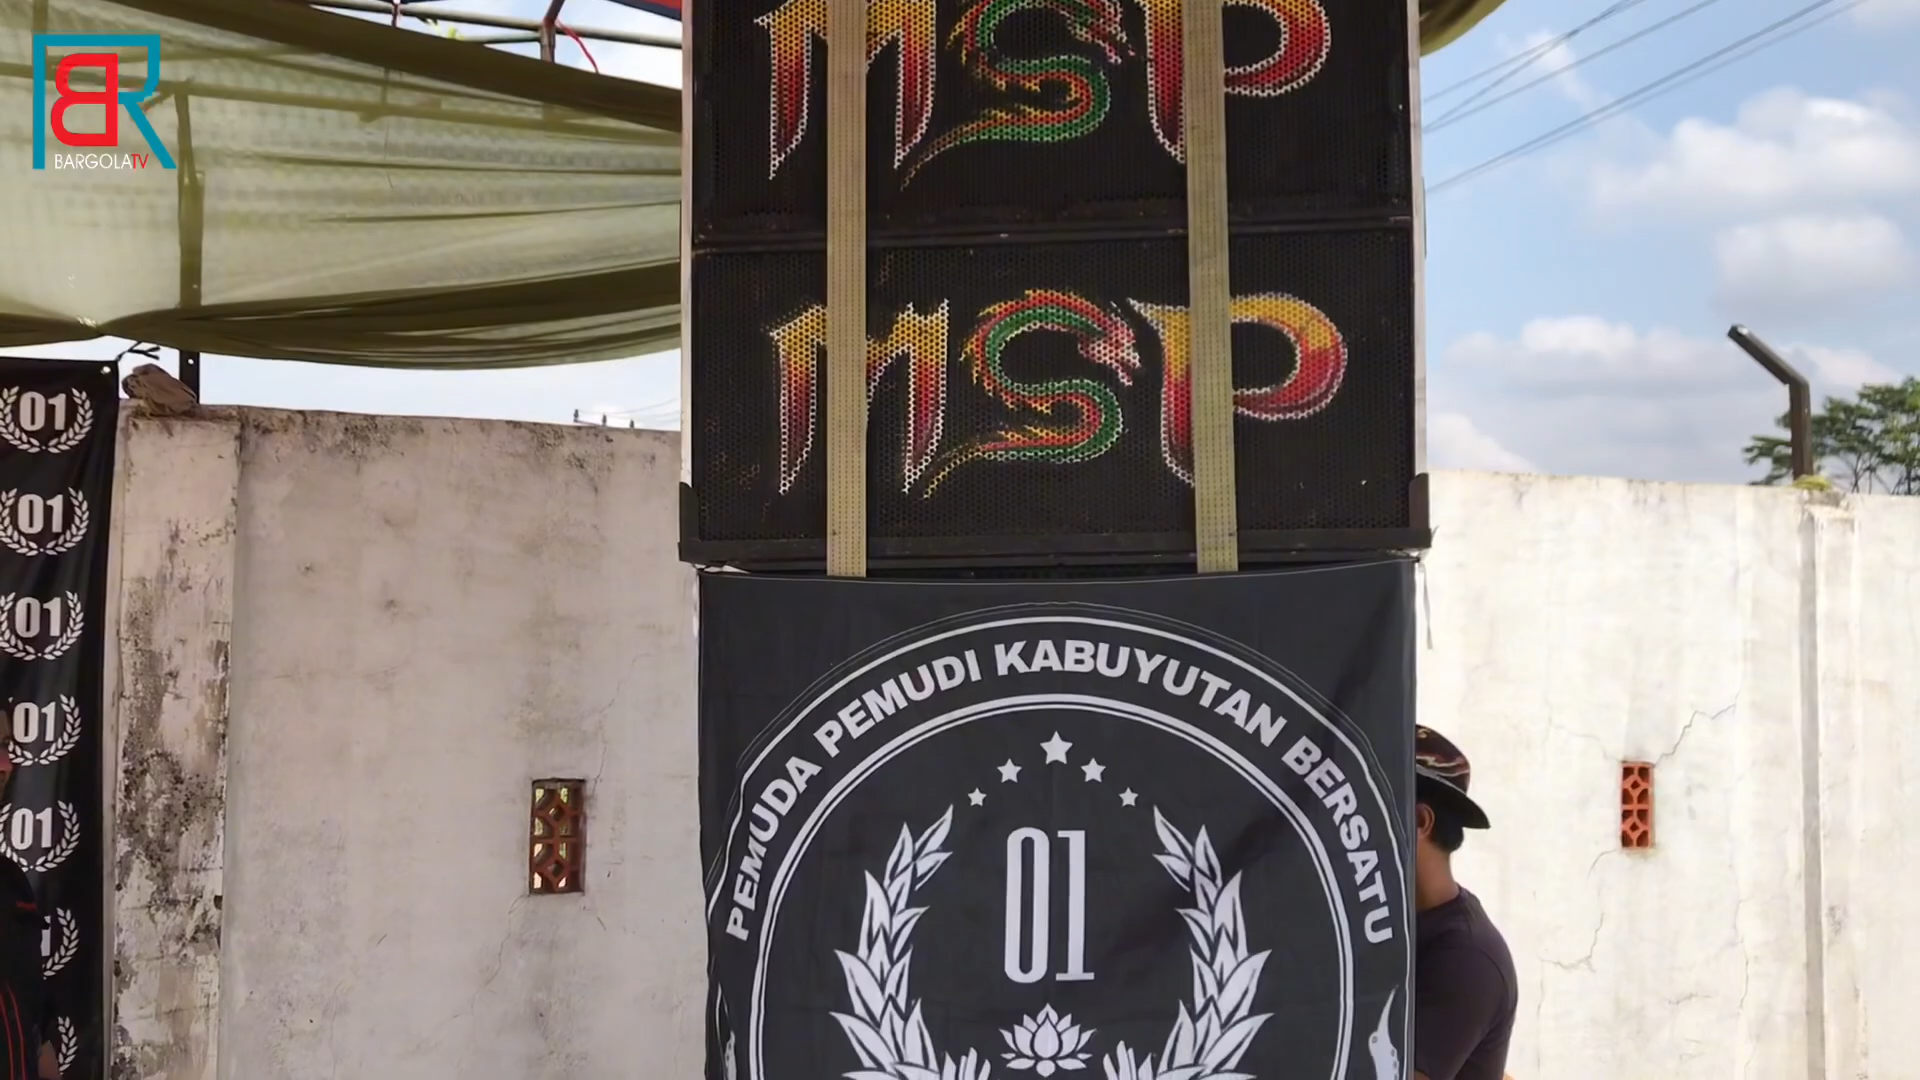 BR
BARGOLATV
MSP
MSP
01
01
01
01
01
PEMUDA PEMUDI KABUYUTAN BERSATU
01